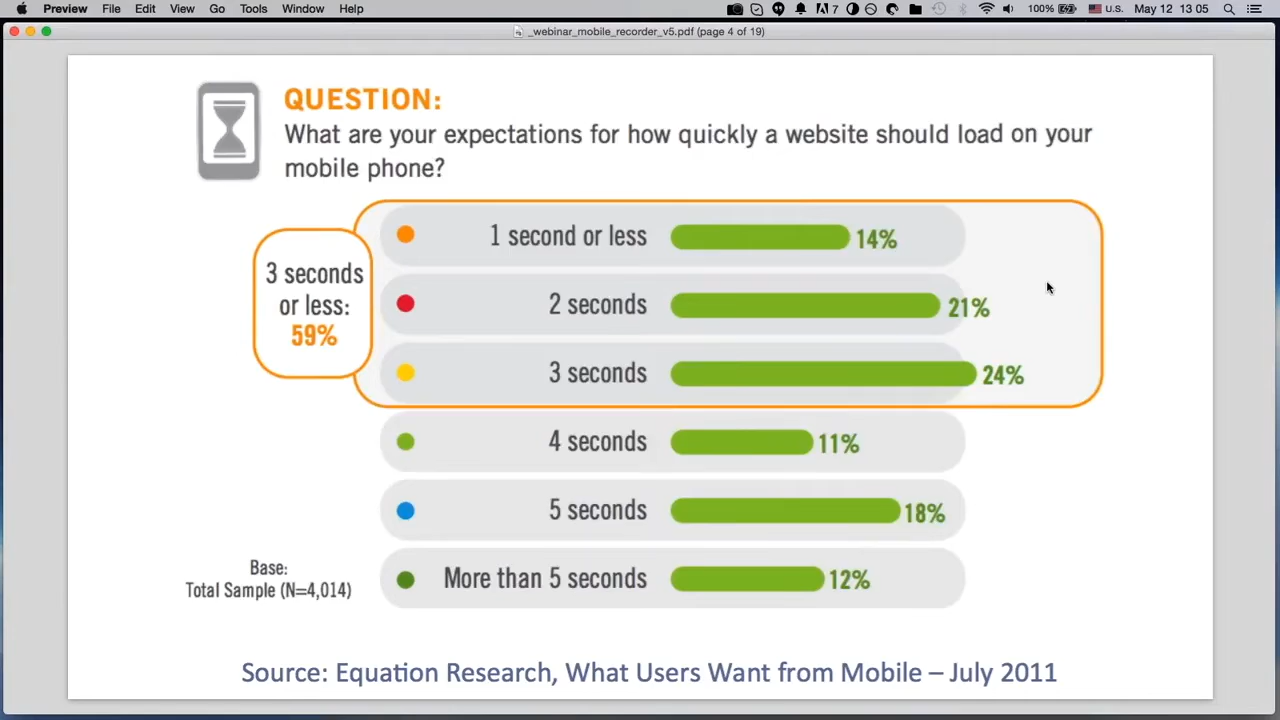 Preview File Edit View Go Tools Window Help 7 100% U.S. May 12 13:05
_webinar_mobile_recorder_v5.pdf (page 4 of 19)
QUESTION:
What are your expectations for how quickly a website should load on your
mobile phone?
3 seconds
or less:
59%
1 second or less 14%
2 seconds 21%
3 seconds 24%
4 seconds 11%
5 seconds 18%
More than 5 seconds 12%
Base:
Total Sample (N=4,014)
Source: Equation Research, What Users Want from Mobile – July 2011